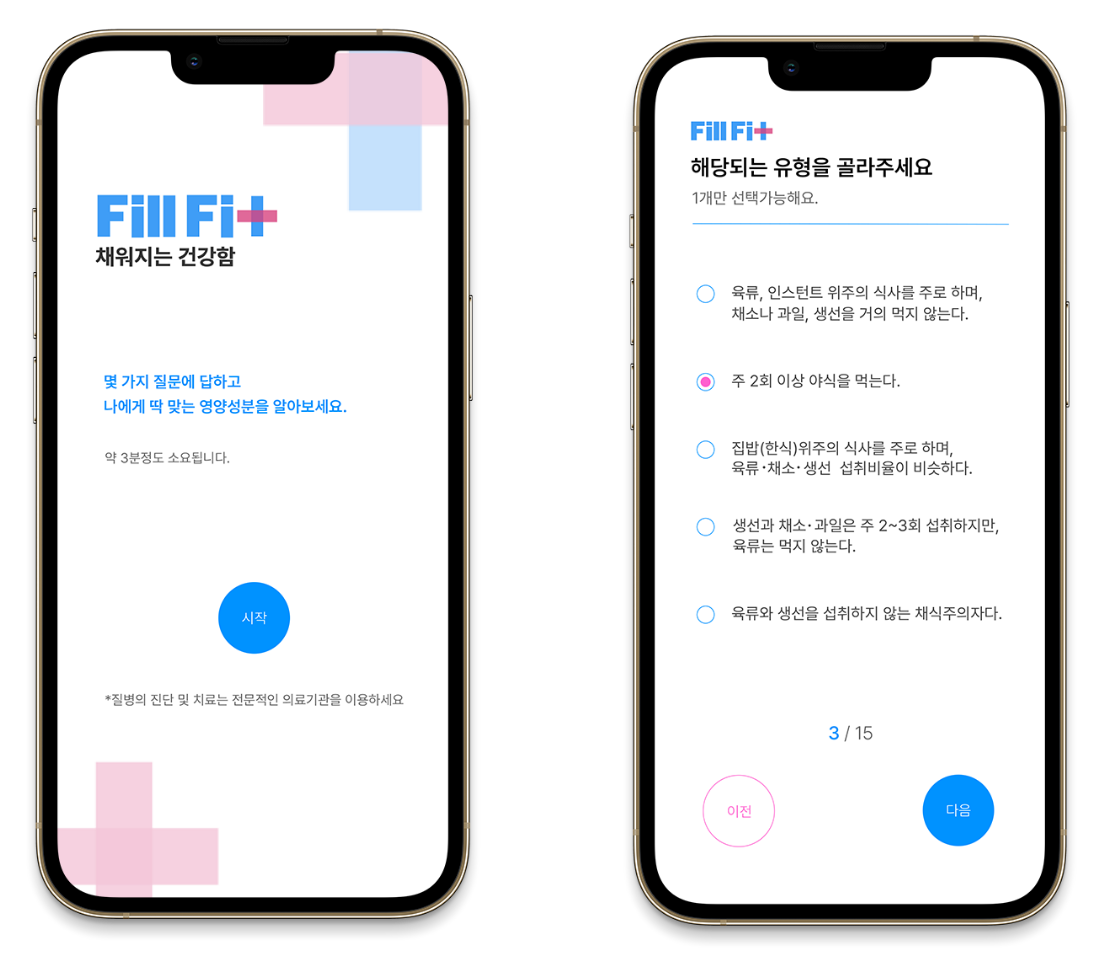 Fill Fit
채워지는 건강함
몇 가지 질문에 답하고
나에게 딱 맞는 영양성분을 알아보세요.
약 3분정도 소요됩니다.
시작
*질병의 진단 및 치료는 전문적인 의료기관을 이용하세요
Fill Fit
해당되는 유형을 골라주세요
1개만 선택가능해요.
육류, 인스턴트 위주의 식사를 주로 하며,
채소나 과일, 생선을 거의 먹지 않는다.
주 2회 이상 야식을 먹는다.
집밥(한식)위주의 식사를 주로 하며,
육류·채소·생선 섭취비율이 비슷하다.
생선과 채소·과일은 주 2~3회 섭취하지만,
육류는 먹지 않는다.
육류와 생선을 섭취하지 않는 채식주의자다.
3 / 15
이전
다음